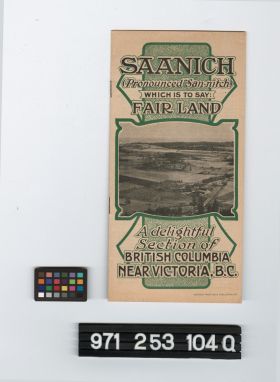 SAANICH
(Pronounced San-nitch)
WHICH IS TO SAY:
FAIR LAND
A delightful
Section of
BRITISH COLUMBIA
NEAR VICTORIA, B.C.
971 253 104 Q